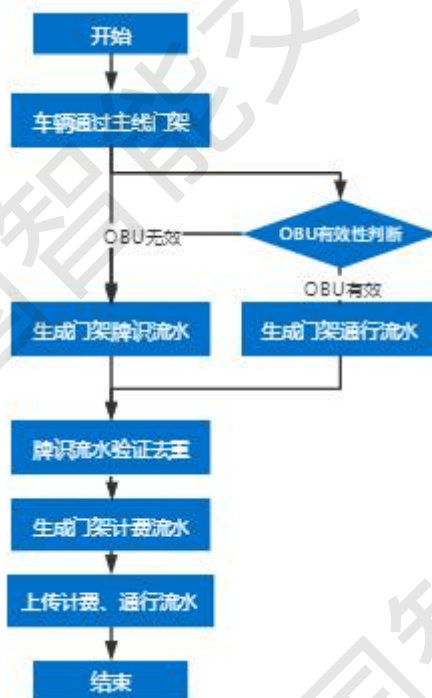 开始
车辆通过主线门架
OBU有效性判断
OBU无效
OBU有效
生成门架牌识流水
生成门架通行流水
牌识流水验证去重
生成门架计费流水
上传计费、通行流水
结束